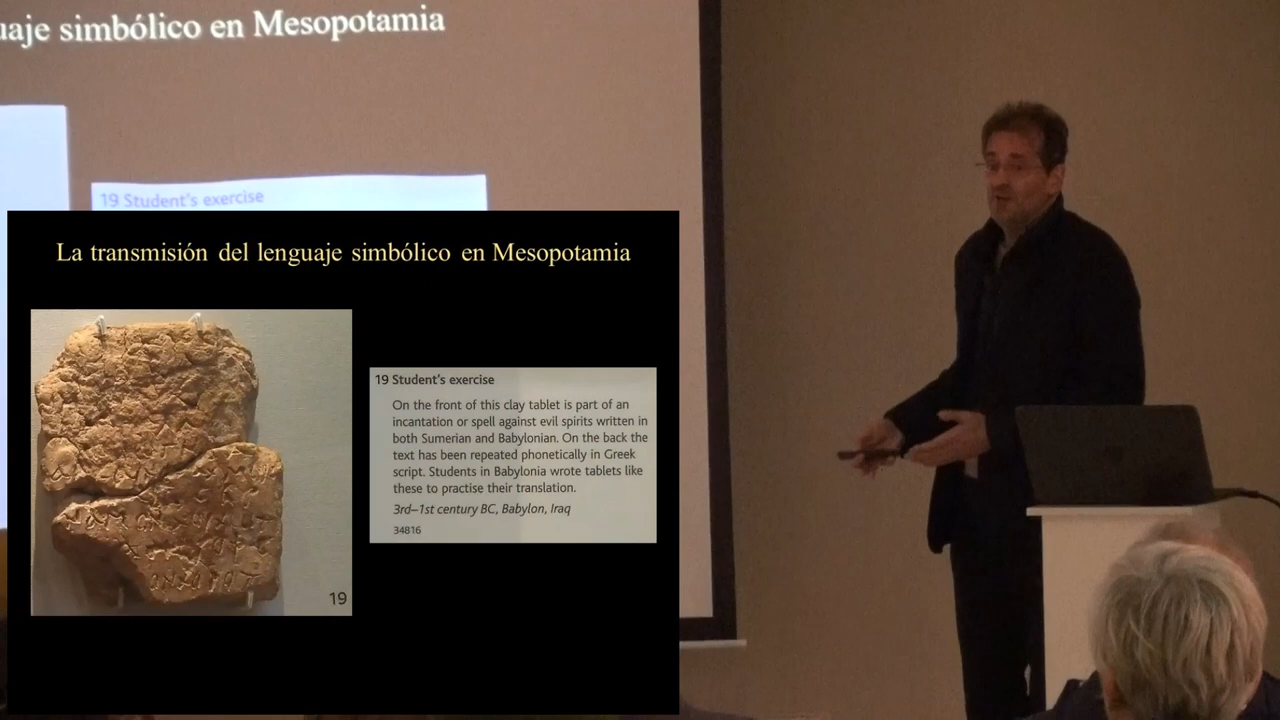 uaje simbólico en Mesopotamia
19 Student's exercise
La transmisión del lenguaje simbólico en Mesopotamia
19
19 Student's exercise
On the front of this clay tablet is part of an
incantation or spell against evil spirits written in
both Sumerian and Babylonian. On the back the
text has been repeated phonetically in Greek
script. Students in Babylonia wrote tablets like
these to practise their translation.
3rd–1st century BC, Babylon, Iraq
34816